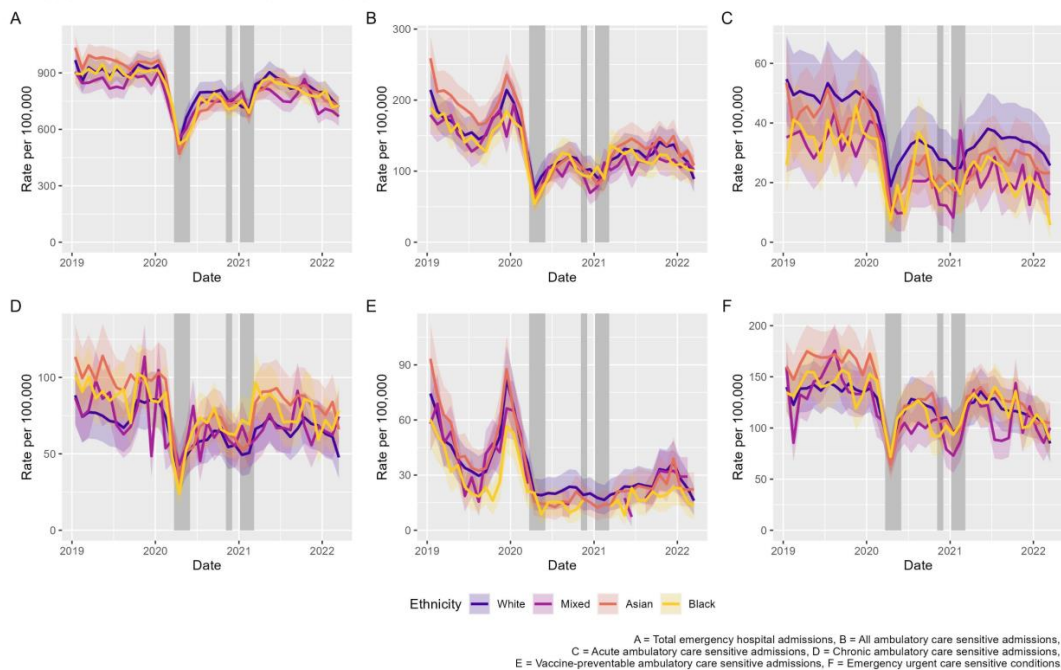 A
B
C
Rate per 100,000
900
600
300
0
2019
2020
2021
2022
Date
Rate per 100,000
300
200
100
0
2019
2020
2021
2022
Date
Rate per 100,000
60
40
20
0
2019
2020
2021
2022
Date
D
E
F
Rate per 100,000
100
50
0
2019
2020
2021
2022
Date
Rate per 100,000
90
60
30
0
2019
2020
2021
2022
Date
Rate per 100,000
200
150
100
50
0
2019
2020
2021
2022
Date
Ethnicity White Mixed Asian Black
A = Total emergency hospital admissions, B = All ambulatory care sensitive admissions,
C = Acute ambulatory care sensitive admissions, D = Chronic ambulatory care sensitive admissions,
E = Vaccine-preventable ambulatory care sensitive admissions, F = Emergency urgent care sensitive conditions